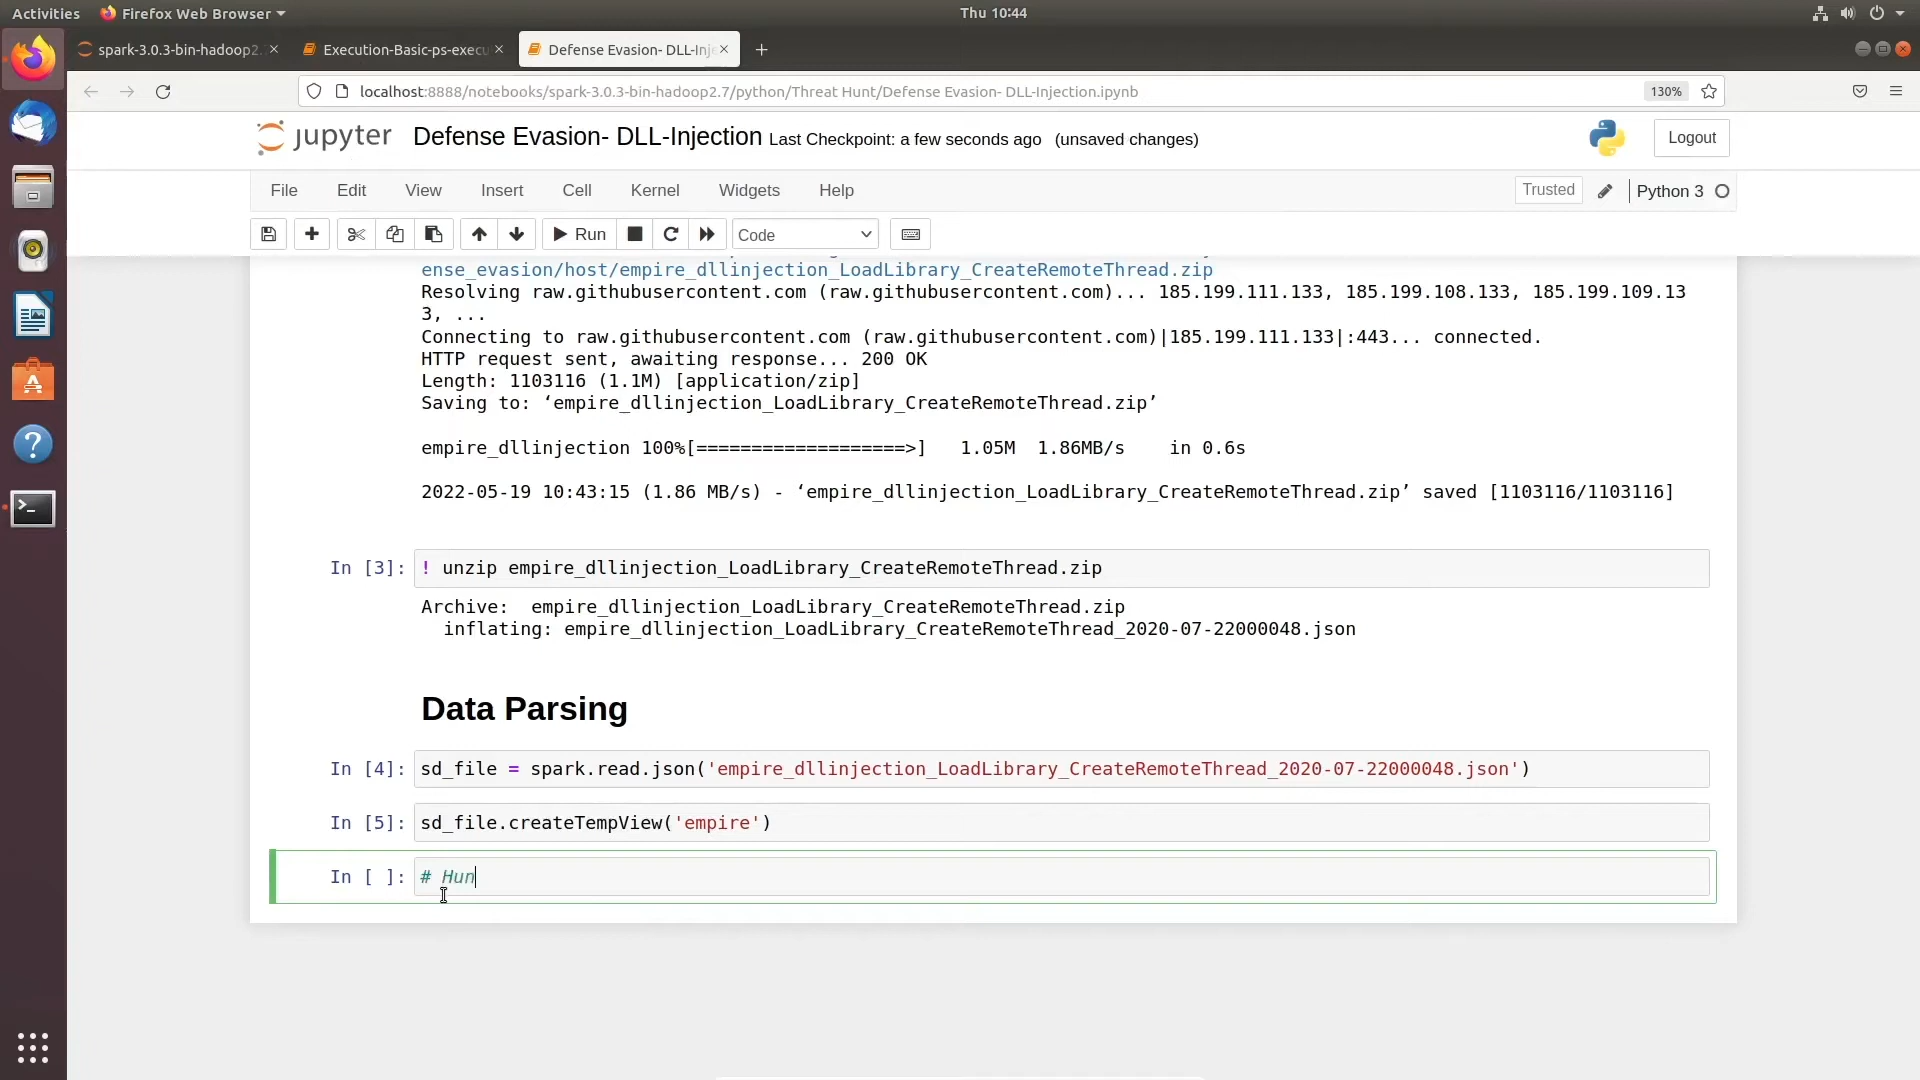 Activities Firefox Web Browser Thu 10:44
spark-3.0.3-bin-hadoop2. Execution-Basic-ps-execu Defense Evasion- DLL-Inje
localhost:8888/notebooks/spark-3.0.3-bin-hadoop2.7/python/Threat Hunt/Defense Evasion- DLL-Injection.ipynb 130%
jupyter Defense Evasion- DLL-Injection Last Checkpoint: a few seconds ago (unsaved changes) Logout
File Edit View Insert Cell Kernel Widgets Help Trusted Python 3
Run Code
ense_evasion/host/empire_dllinjection_LoadLibrary_CreateRemoteThread.zip
Resolving raw.githubusercontent.com (raw.githubusercontent.com)... 185.199.111.133, 185.199.108.133, 185.199.109.13
3, ...
Connecting to raw.githubusercontent.com (raw.githubusercontent.com)|185.199.111.133|:443... connected.
HTTP request sent, awaiting response... 200 OK
Length: 1103116 (1.1M) [application/zip]
Saving to: ‘empire_dllinjection_LoadLibrary_CreateRemoteThread.zip’
empire_dllinjection 100%[===================>] 1.05M 1.86MB/s in 0.6s
2022-05-19 10:43:15 (1.86 MB/s) - ‘empire_dllinjection_LoadLibrary_CreateRemoteThread.zip’ saved [1103116/1103116]
In [3]: ! unzip empire_dllinjection_LoadLibrary_CreateRemoteThread.zip
Archive: empire_dllinjection_LoadLibrary_CreateRemoteThread.zip
inflating: empire_dllinjection_LoadLibrary_CreateRemoteThread_2020-07-22000048.json
Data Parsing
In [4]: sd_file = spark.read.json('empire_dllinjection_LoadLibrary_CreateRemoteThread_2020-07-22000048.json')
In [5]: sd_file.createTempView('empire')
In [ ]: # Hun